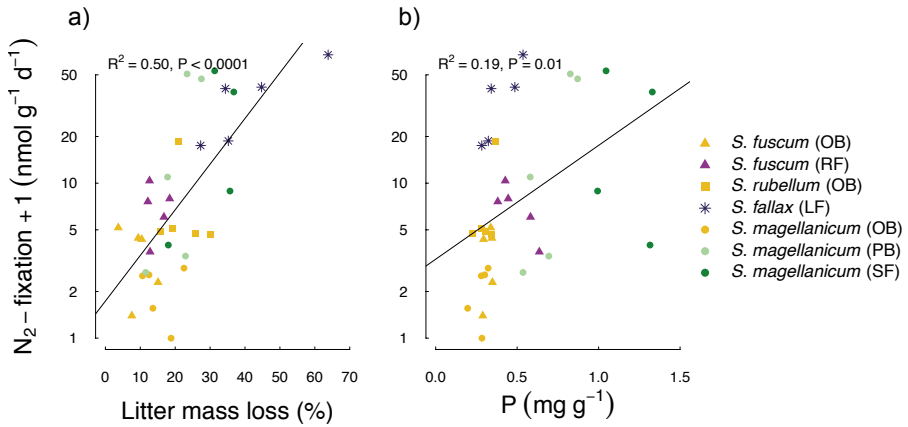 a)
b)
R² = 0.50, P < 0.0001
R² = 0.19, P = 0.01
N₂ – fixation + 1 (nmol g⁻¹ d⁻¹)
50
20
10
5
2
1
50
20
10
5
2
1
0 10 20 30 40 50 60 70
0.0 0.5 1.0 1.5
Litter mass loss (%)
P (mg g⁻¹)
S. fuscum (OB)
S. fuscum (RF)
S. rubellum (OB)
S. fallax (LF)
S. magellanicum (OB)
S. magellanicum (PB)
S. magellanicum (SF)